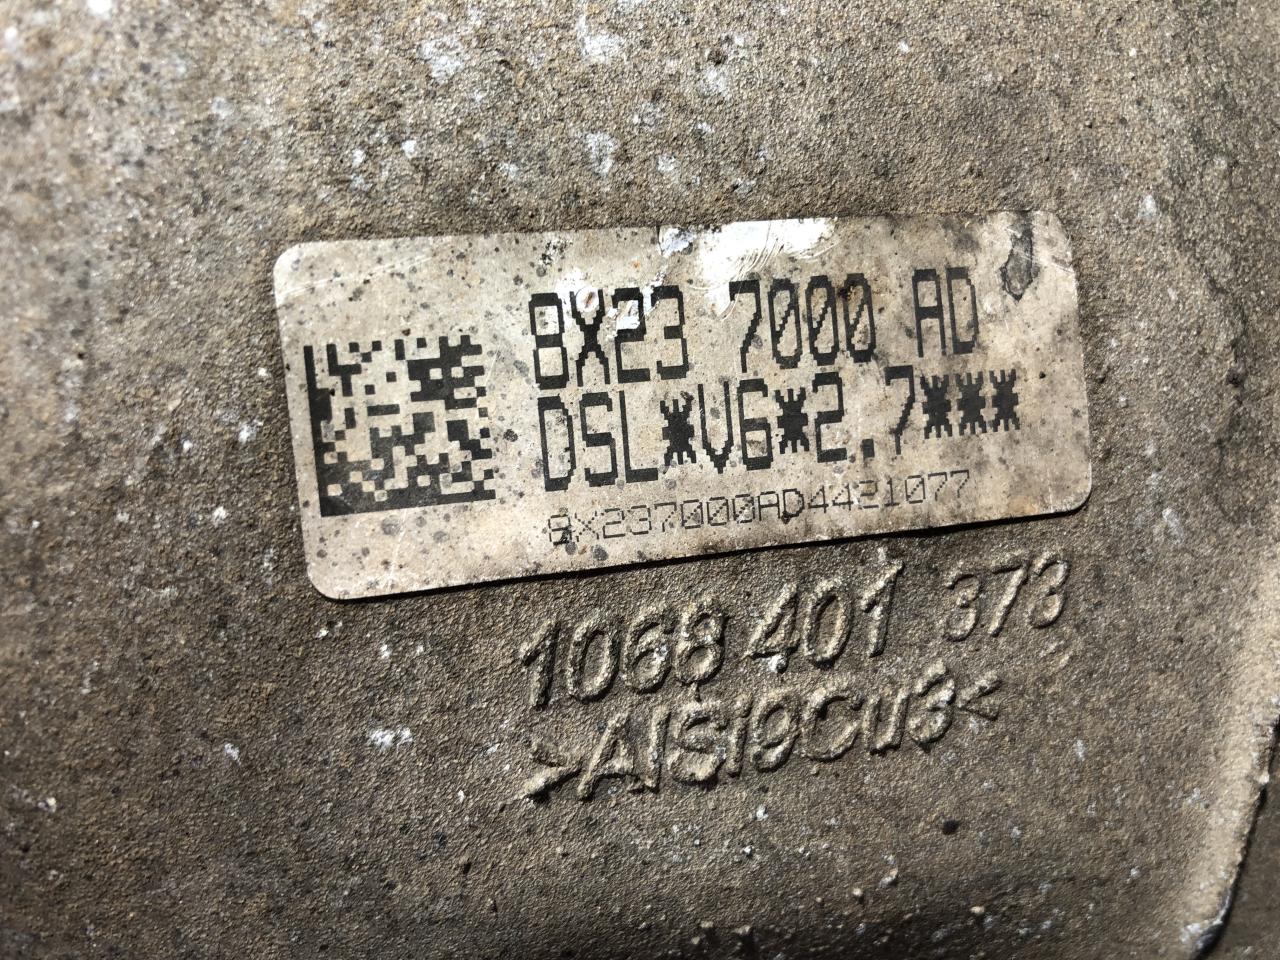 8X23 7000 AD
DSL*V6*2.7***
8X237000AD4421077
1068 401 373
>AlSi9Cu3<